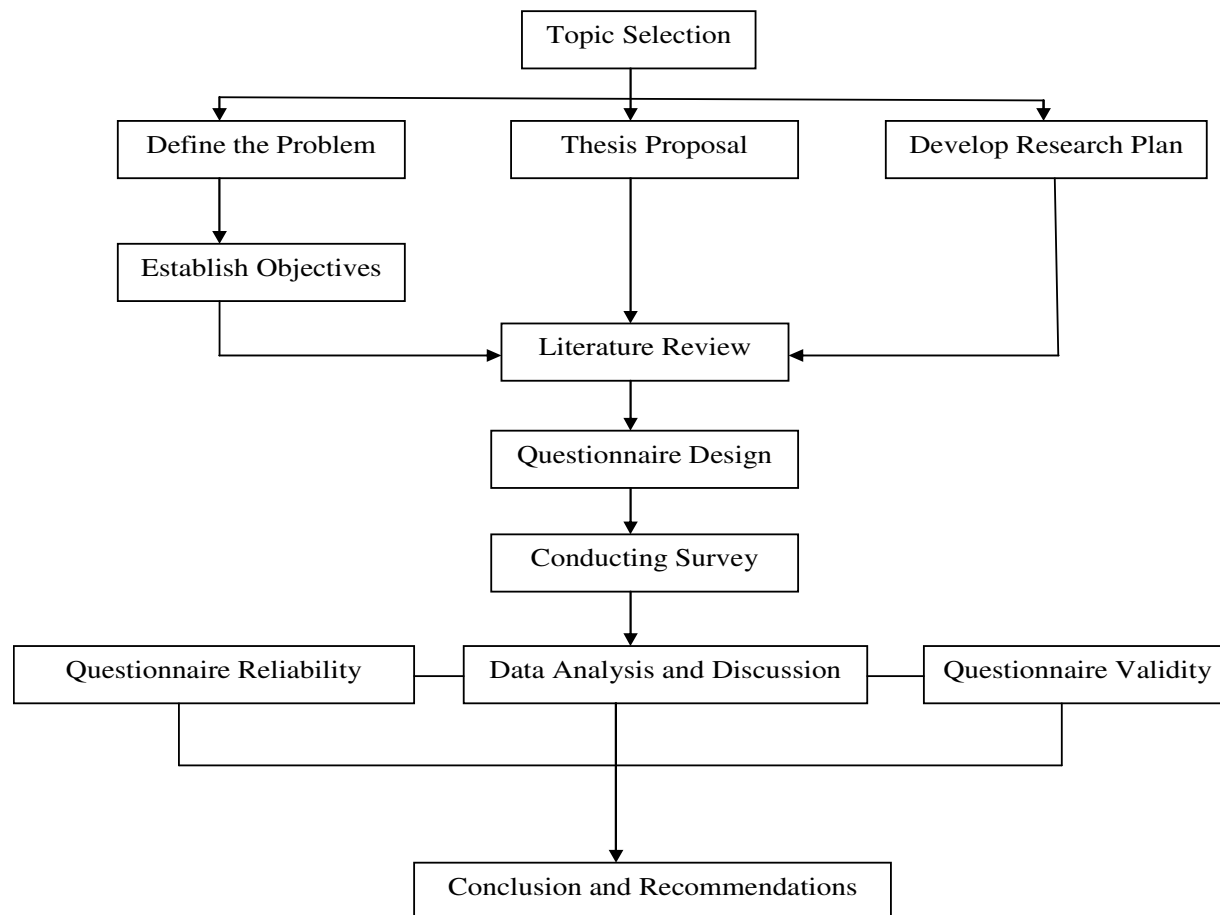 Topic Selection
Define the Problem
Thesis Proposal
Develop Research Plan
Establish Objectives
Literature Review
Questionnaire Design
Conducting Survey
Questionnaire Reliability
Data Analysis and Discussion
Questionnaire Validity
Conclusion and Recommendations